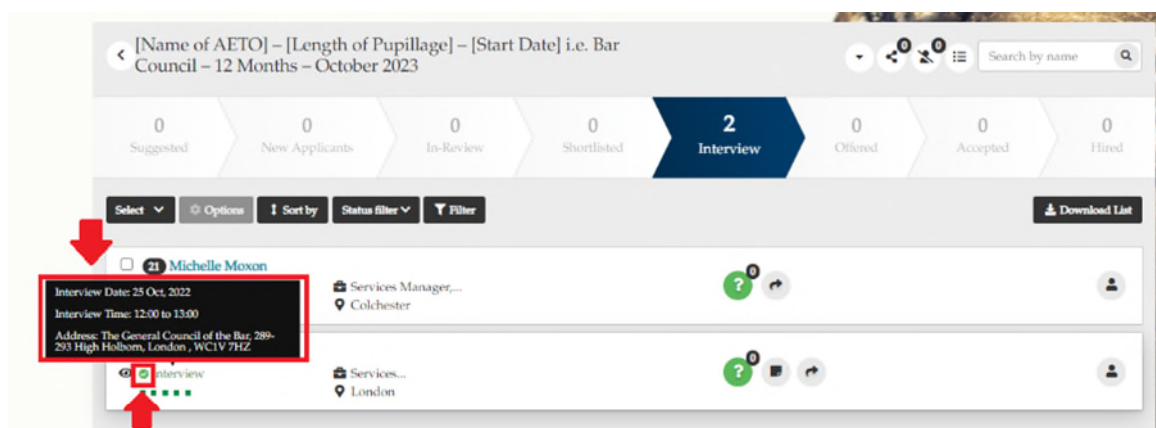 [Name of AETO] – [Length of Pupillage] – [Start Date] i.e. Bar
Council – 12 Months – October 2023
0
0
Search by name
0
Suggested
0
New Applicants
0
In-Review
0
Shortlisted
2
Interview
0
Offered
0
Accepted
0
Hired
Select
Options
Sort by
Status filter
Filter
Download List
21 Michelle Moxon
Services Manager,...
Colchester
0
Interview Date: 25 Oct, 2022
Interview Time: 12:00 to 13:00
Address: The General Council of the Bar, 289-
293 High Holborn, London , WC1V 7HZ
interview
Services...
London
0